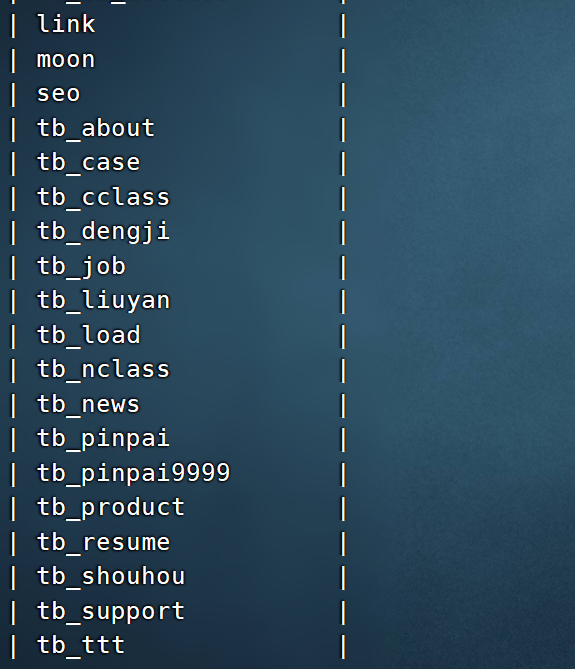 | link |
| moon |
| seo |
| tb_about |
| tb_case |
| tb_cclass |
| tb_dengji |
| tb_job |
| tb_liuyan |
| tb_load |
| tb_nclass |
| tb_news |
| tb_pinpai |
| tb_pinpai9999 |
| tb_product |
| tb_resume |
| tb_shouhou |
| tb_support |
| tb_ttt |